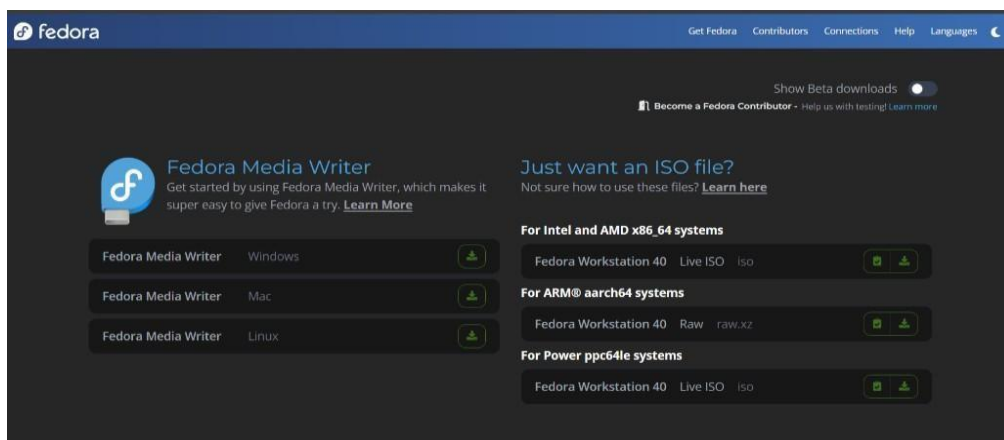 fedora
Get Fedora Contributors Connections Help Languages
Show Beta downloads
Become a Fedora Contributor - Help us with testing! Learn more
Fedora Media Writer
Get started by using Fedora Media Writer, which makes it
super easy to give Fedora a try. Learn More
Fedora Media Writer Windows
Fedora Media Writer Mac
Fedora Media Writer Linux
Just want an ISO file?
Not sure how to use these files? Learn here
For Intel and AMD x86_64 systems
Fedora Workstation 40 Live ISO iso
For ARM® aarch64 systems
Fedora Workstation 40 Raw raw.xz
For Power ppc64le systems
Fedora Workstation 40 Live ISO iso